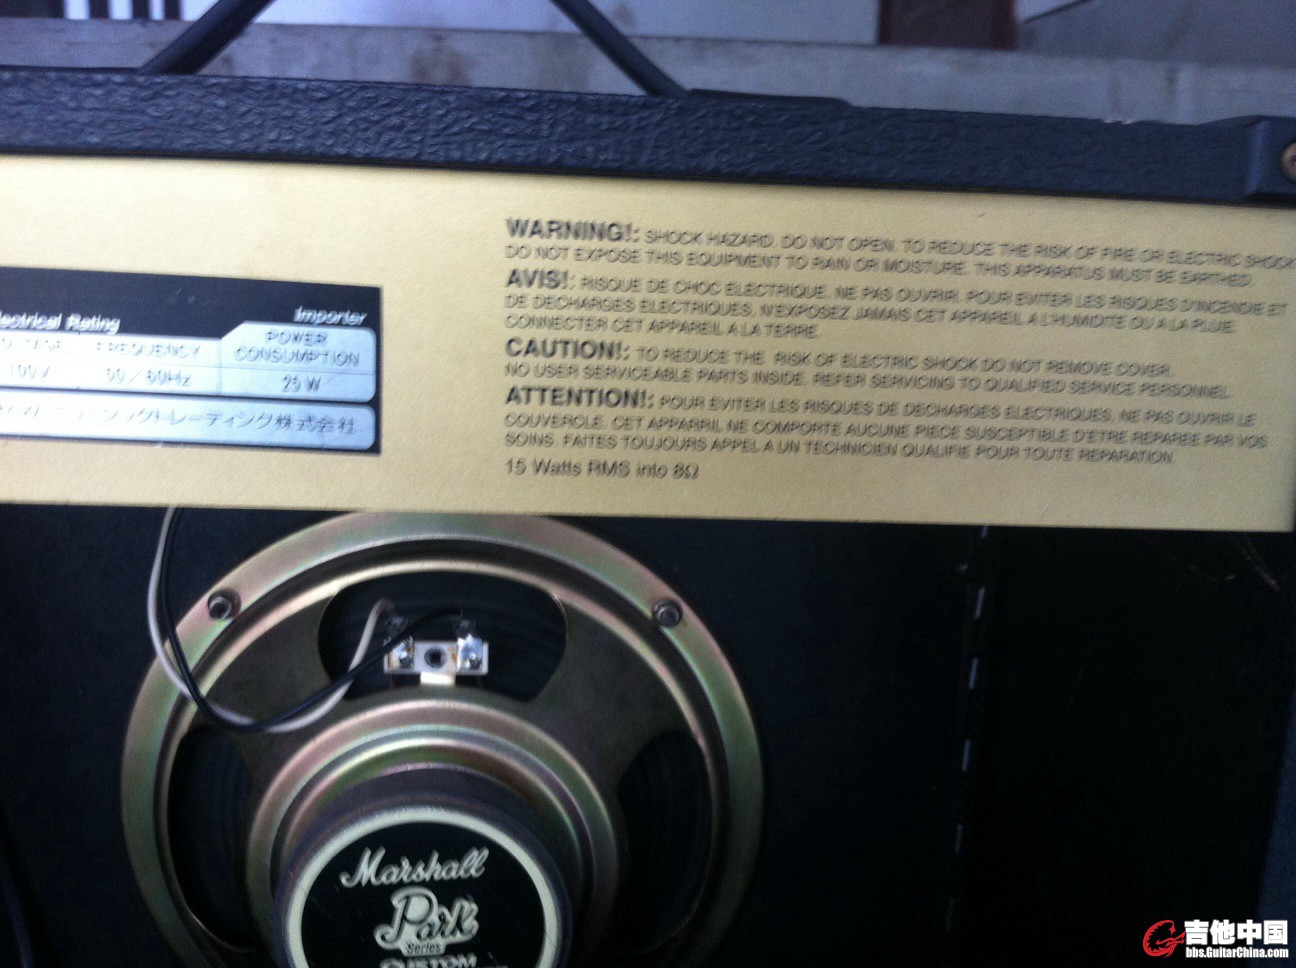 WARNING!: SHOCK HAZARD. DO NOT OPEN. TO REDUCE THE RISK OF FIRE OR ELECTRIC SHOCK
DO NOT EXPOSE THIS EQUIPMENT TO RAIN OR MOISTURE. THIS APPARATUS MUST BE EARTHED.
AVIS!: RISQUE DE CHOC ELECTRIQUE. NE PAS OUVRIR. POUR EVITER LES RISQUES D'INCENDIE ET
DE DECHARGES ELECTRIQUES, N'EXPOSEZ JAMAIS CET APPAREIL A L'HUMIDITE OU A LA PLUIE.
CONNECTER CET APPAREIL A LA TERRE.
CAUTION!: TO REDUCE THE RISK OF ELECTRIC SHOCK DO NOT REMOVE COVER.
NO USER SERVICEABLE PARTS INSIDE. REFER SERVICING TO QUALIFIED SERVICE PERSONNEL.
ATTENTION!: POUR EVITER LES RISQUES DE DECHARGES ELECTRIQUES, NE PAS OUVRIR LE
COUVERCLE. CET APPARRIL NE COMPORTE AUCUNE PIECE SUSCEPTIBLE D'ETRE REPAREE PAR VOS
SOINS. FAITES TOUJOURS APPEL A UN TECHNICIEN QUALIFIE POUR TOUTE REPARATION.
15 Watts RMS into 8Ω
Importer
Rating
FREQUENCY
POWER
CONSUMPTION
100V
50/60Hz
25 W
トレーディング株式会社
Marshall
Park
Series
CUSTOM
吉他中国
bbs.GuitarChina.com